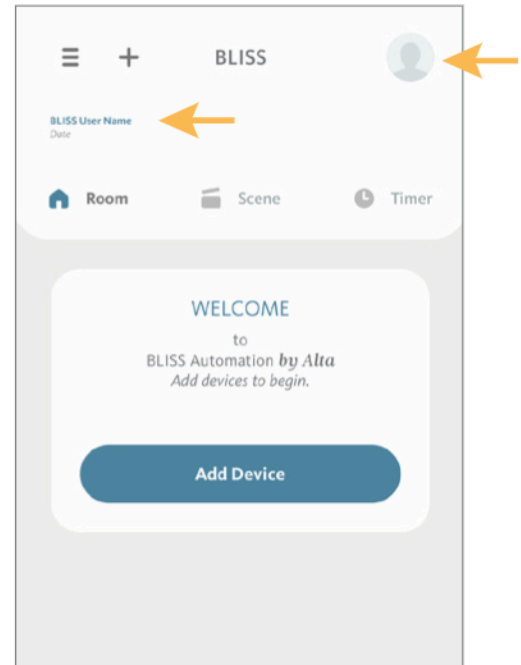 BLISS
BLISS User Name
Date
Room
Scene
Timer
WELCOME
to
BLISS Automation by Alta
Add devices to begin.
Add Device